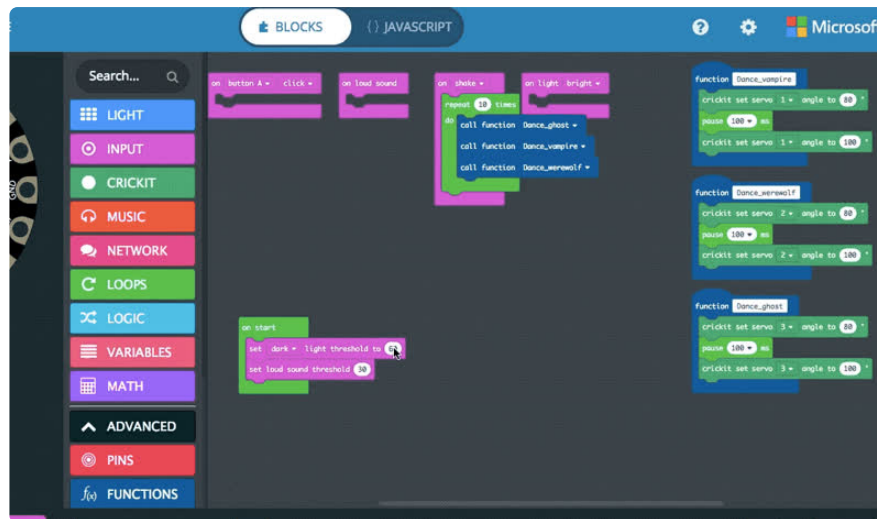 BLOCKS
{} JAVASCRIPT
?
Microsof
GND
Search...
LIGHT
INPUT
CRICKIT
MUSIC
NETWORK
LOOPS
LOGIC
VARIABLES
MATH
ADVANCED
PINS
f(x) FUNCTIONS
on button A click
on loud sound
on shake
repeat 10 times
do
call function Dance_ghost
call function Dance_vampire
call function Dance_werewolf
on light bright
on start
set dark light threshold to
set loud sound threshold 30
function Dance_vampire
crickit set servo 1 angle to 80 °
pause 100 ms
crickit set servo 1 angle to 100 °
function Dance_werewolf
crickit set servo 2 angle to 80 °
pause 100 ms
crickit set servo 2 angle to 100 °
function Dance_ghost
crickit set servo 3 angle to 80 °
pause 100 ms
crickit set servo 3 angle to 100 °